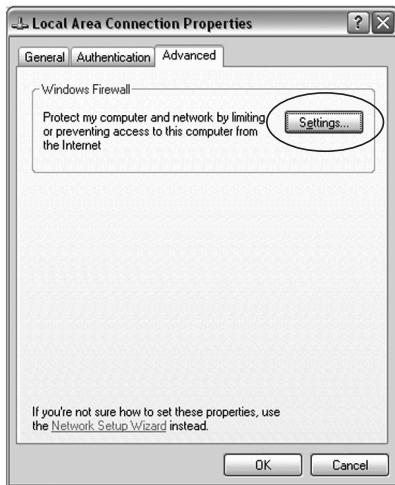 Local Area Connection Properties
General Authentication Advanced
Windows Firewall
Protect my computer and network by limiting
or preventing access to this computer from
the Internet
Settings...
If you're not sure how to set these properties, use
the Network Setup Wizard instead.
OK Cancel